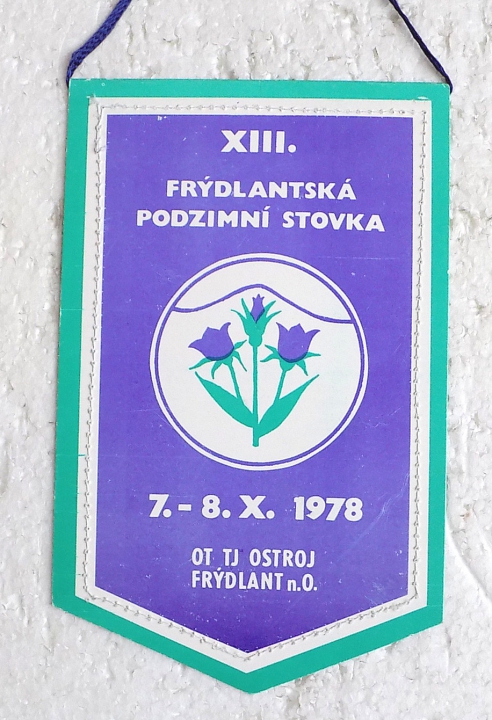 XIII.
FRÝDLANTSKÁ
PODZIMNÍ STOVKA
7. - 8. X. 1978
OT TJ OSTROJ
FRÝDLANT n.O.